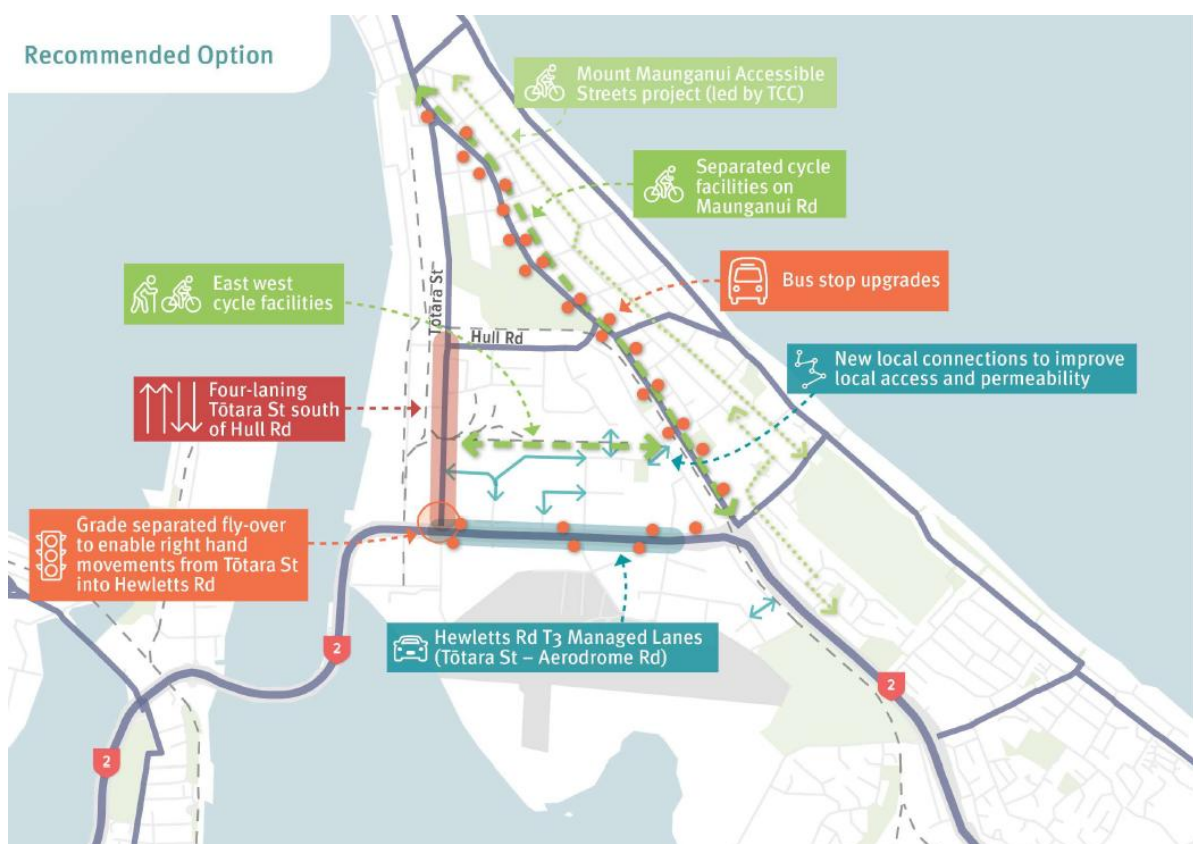 Recommended Option
Mount Maunganui Accessible
Streets project (led by TCC)
Separated cycle
facilities on
Maunganui Rd
East west
cycle facilities
Tōtara St
Bus stop upgrades
Hull Rd
New local connections to improve
local access and permeability
Four-laning
Tōtara St south
of Hull Rd
Grade separated fly-over
to enable right hand
movements from Tōtara St
into Hewletts Rd
Hewletts Rd T3 Managed Lanes
(Tōtara St – Aerodrome Rd)
2
2
2